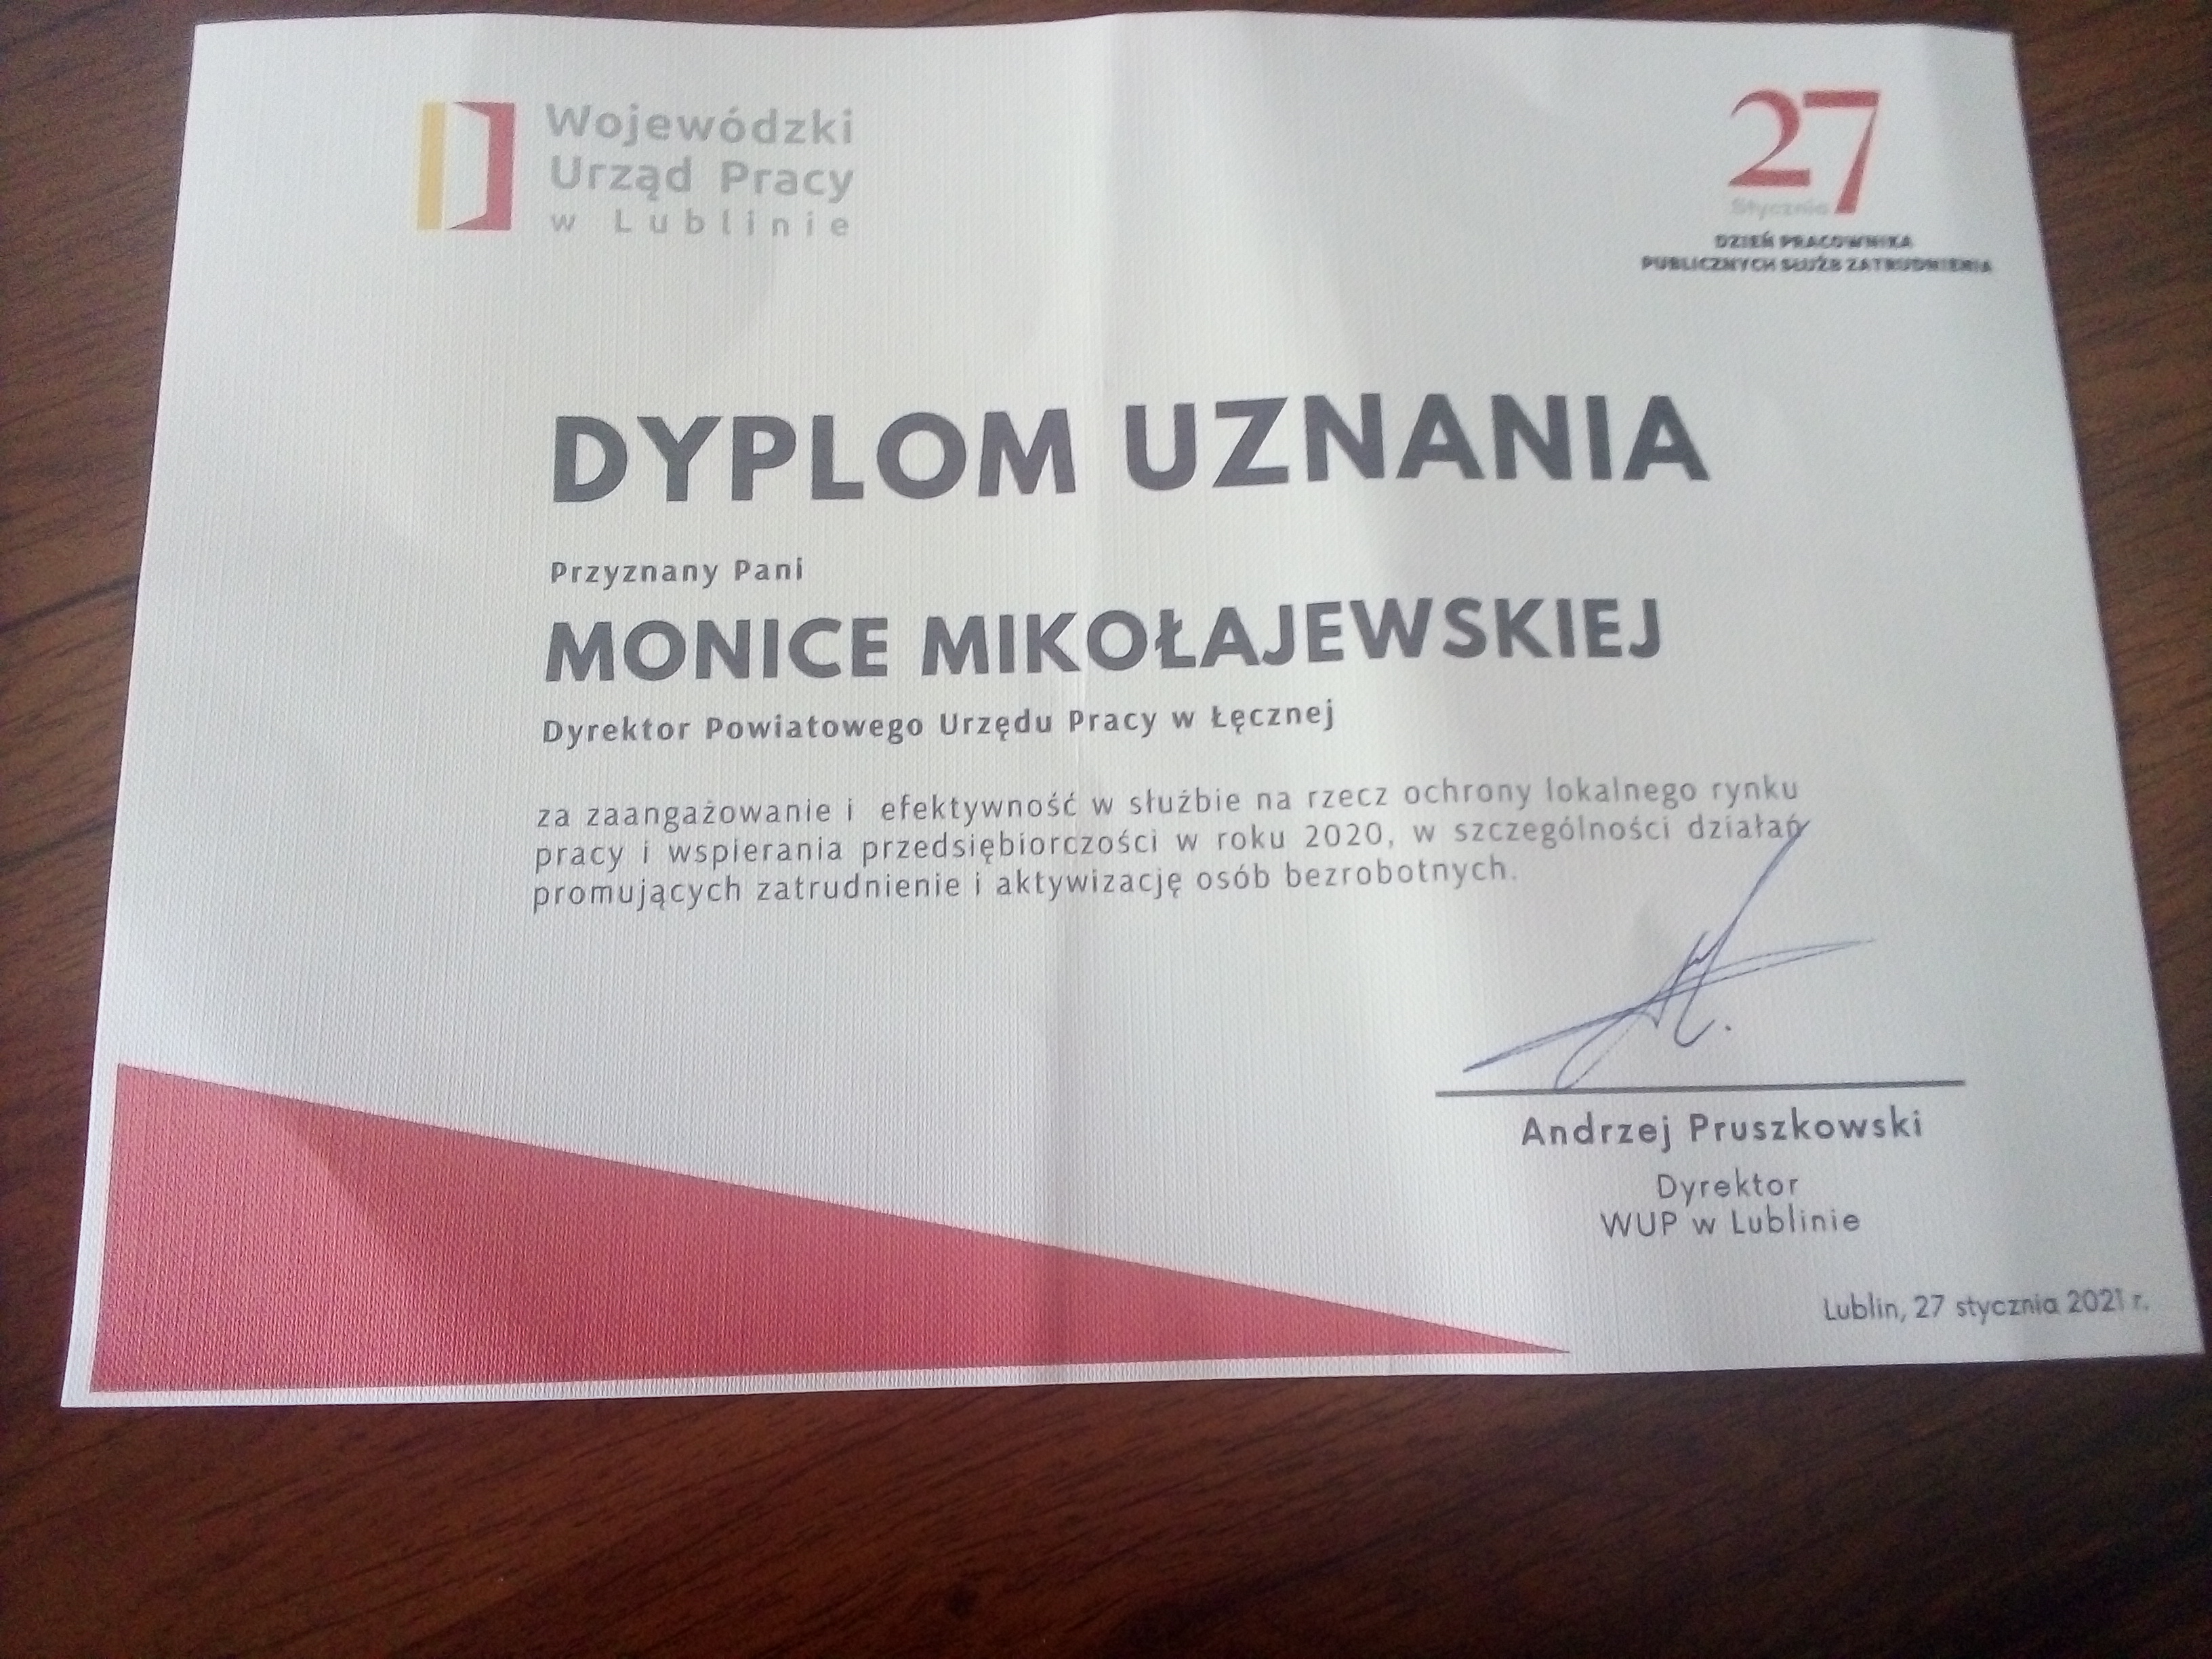 Wojewódzki
Urząd Pracy
w Lublinie
27
Stycznia
DZIEŃ PRACOWNIKA
PUBLICZNYCH SŁUŻB ZATRUDNIENIA
DYPLOM UZNANIA
Przyznany Pani
MONICE MIKOŁAJEWSKIEJ
Dyrektor Powiatowego Urzędu Pracy w Łęcznej
za zaangażowanie i efektywność w służbie na rzecz ochrony lokalnego rynku
pracy i wspierania przedsiębiorczości w roku 2020, w szczególności działań
promujących zatrudnienie i aktywizację osób bezrobotnych.
Andrzej Pruszkowski
Dyrektor
WUP w Lublinie
Lublin, 27 stycznia 2021 r.